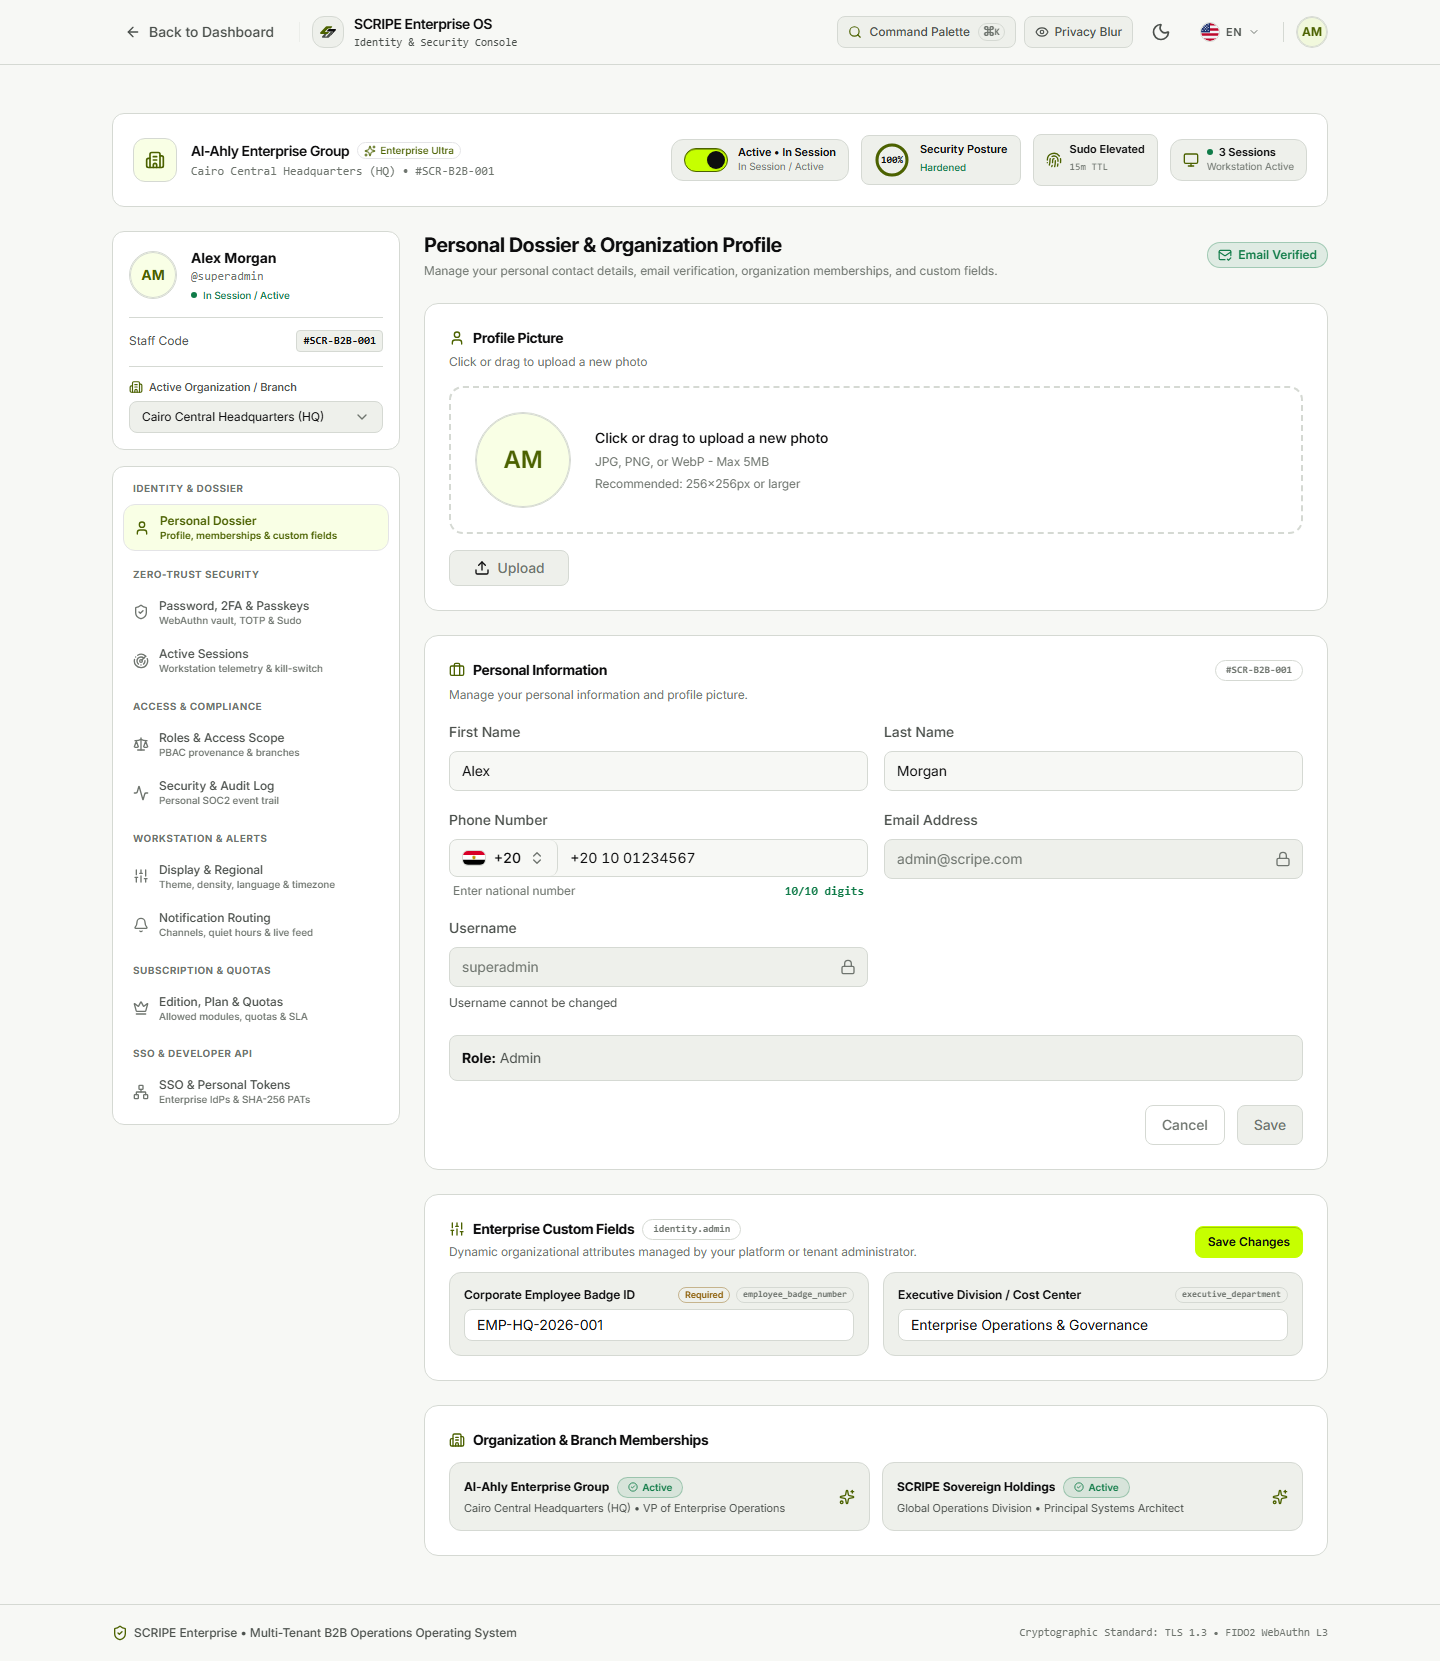 Back to Dashboard
SCRIPE Enterprise OS
Identity & Security Console
Command Palette ⌘K
Privacy Blur
EN
AM
Al-Ahly Enterprise Group
Enterprise Ultra
Cairo Central Headquarters (HQ) • #SCR-B2B-001
Active • In Session
In Session / Active
100%
Security Posture
Hardened
Sudo Elevated
15m TTL
3 Sessions
Workstation Active
AM
Alex Morgan
@superadmin
In Session / Active
Staff Code
#SCR-B2B-001
Active Organization / Branch
Cairo Central Headquarters (HQ)
IDENTITY & DOSSIER
Personal Dossier
Profile, memberships & custom fields
ZERO-TRUST SECURITY
Password, 2FA & Passkeys
WebAuthn vault, TOTP & Sudo
Active Sessions
Workstation telemetry & kill-switch
ACCESS & COMPLIANCE
Roles & Access Scope
PBAC provenance & branches
Security & Audit Log
Personal SOC2 event trail
WORKSTATION & ALERTS
Display & Regional
Theme, density, language & timezone
Notification Routing
Channels, quiet hours & live feed
SUBSCRIPTION & QUOTAS
Edition, Plan & Quotas
Allowed modules, quotas & SLA
SSO & DEVELOPER API
SSO & Personal Tokens
Enterprise IdPs & SHA-256 PATs
Personal Dossier & Organization Profile
Manage your personal contact details, email verification, organization memberships, and custom fields.
Email Verified
Profile Picture
Click or drag to upload a new photo
AM
Click or drag to upload a new photo
JPG, PNG, or WebP - Max 5MB
Recommended: 256×256px or larger
Upload
Personal Information
#SCR-B2B-001
Manage your personal information and profile picture.
First Name
Alex
Last Name
Morgan
Phone Number
+20
+20 10 01234567
Enter national number
10/10 digits
Email Address
admin@scripe.com
Username
superadmin
Username cannot be changed
Role: Admin
Cancel
Save
Enterprise Custom Fields
identity.admin
Dynamic organizational attributes managed by your platform or tenant administrator.
Save Changes
Corporate Employee Badge ID
Required
employee_badge_number
EMP-HQ-2026-001
Executive Division / Cost Center
executive_department
Enterprise Operations & Governance
Organization & Branch Memberships
Al-Ahly Enterprise Group
Active
Cairo Central Headquarters (HQ) • VP of Enterprise Operations
SCRIPE Sovereign Holdings
Active
Global Operations Division • Principal Systems Architect
SCRIPE Enterprise • Multi-Tenant B2B Operations Operating System
Cryptographic Standard: TLS 1.3 • FIDO2 WebAuthn L3